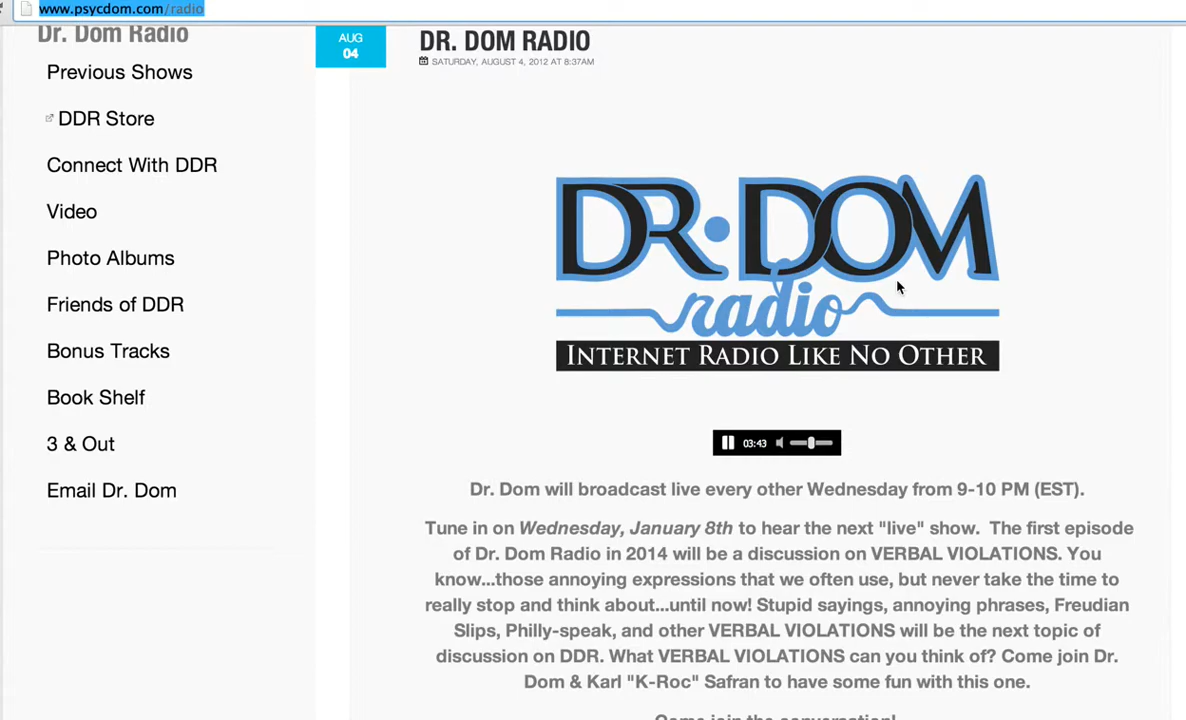 www.psycdom.com/radio
Dr. Dom Radio
Previous Shows
DDR Store
Connect With DDR
Video
Photo Albums
Friends of DDR
Bonus Tracks
Book Shelf
3 & Out
Email Dr. Dom
AUG
04
DR. DOM RADIO
SATURDAY, AUGUST 4, 2012 AT 8:37AM
DR·DOM
radio
INTERNET RADIO LIKE NO OTHER
03:43
Dr. Dom will broadcast live every other Wednesday from 9-10 PM (EST).
Tune in on Wednesday, January 8th to hear the next "live" show. The first episode
of Dr. Dom Radio in 2014 will be a discussion on VERBAL VIOLATIONS. You
know...those annoying expressions that we often use, but never take the time to
really stop and think about...until now! Stupid sayings, annoying phrases, Freudian
Slips, Philly-speak, and other VERBAL VIOLATIONS will be the next topic of
discussion on DDR. What VERBAL VIOLATIONS can you think of? Come join Dr.
Dom & Karl "K-Roc" Safran to have some fun with this one.
Come join the conversation!